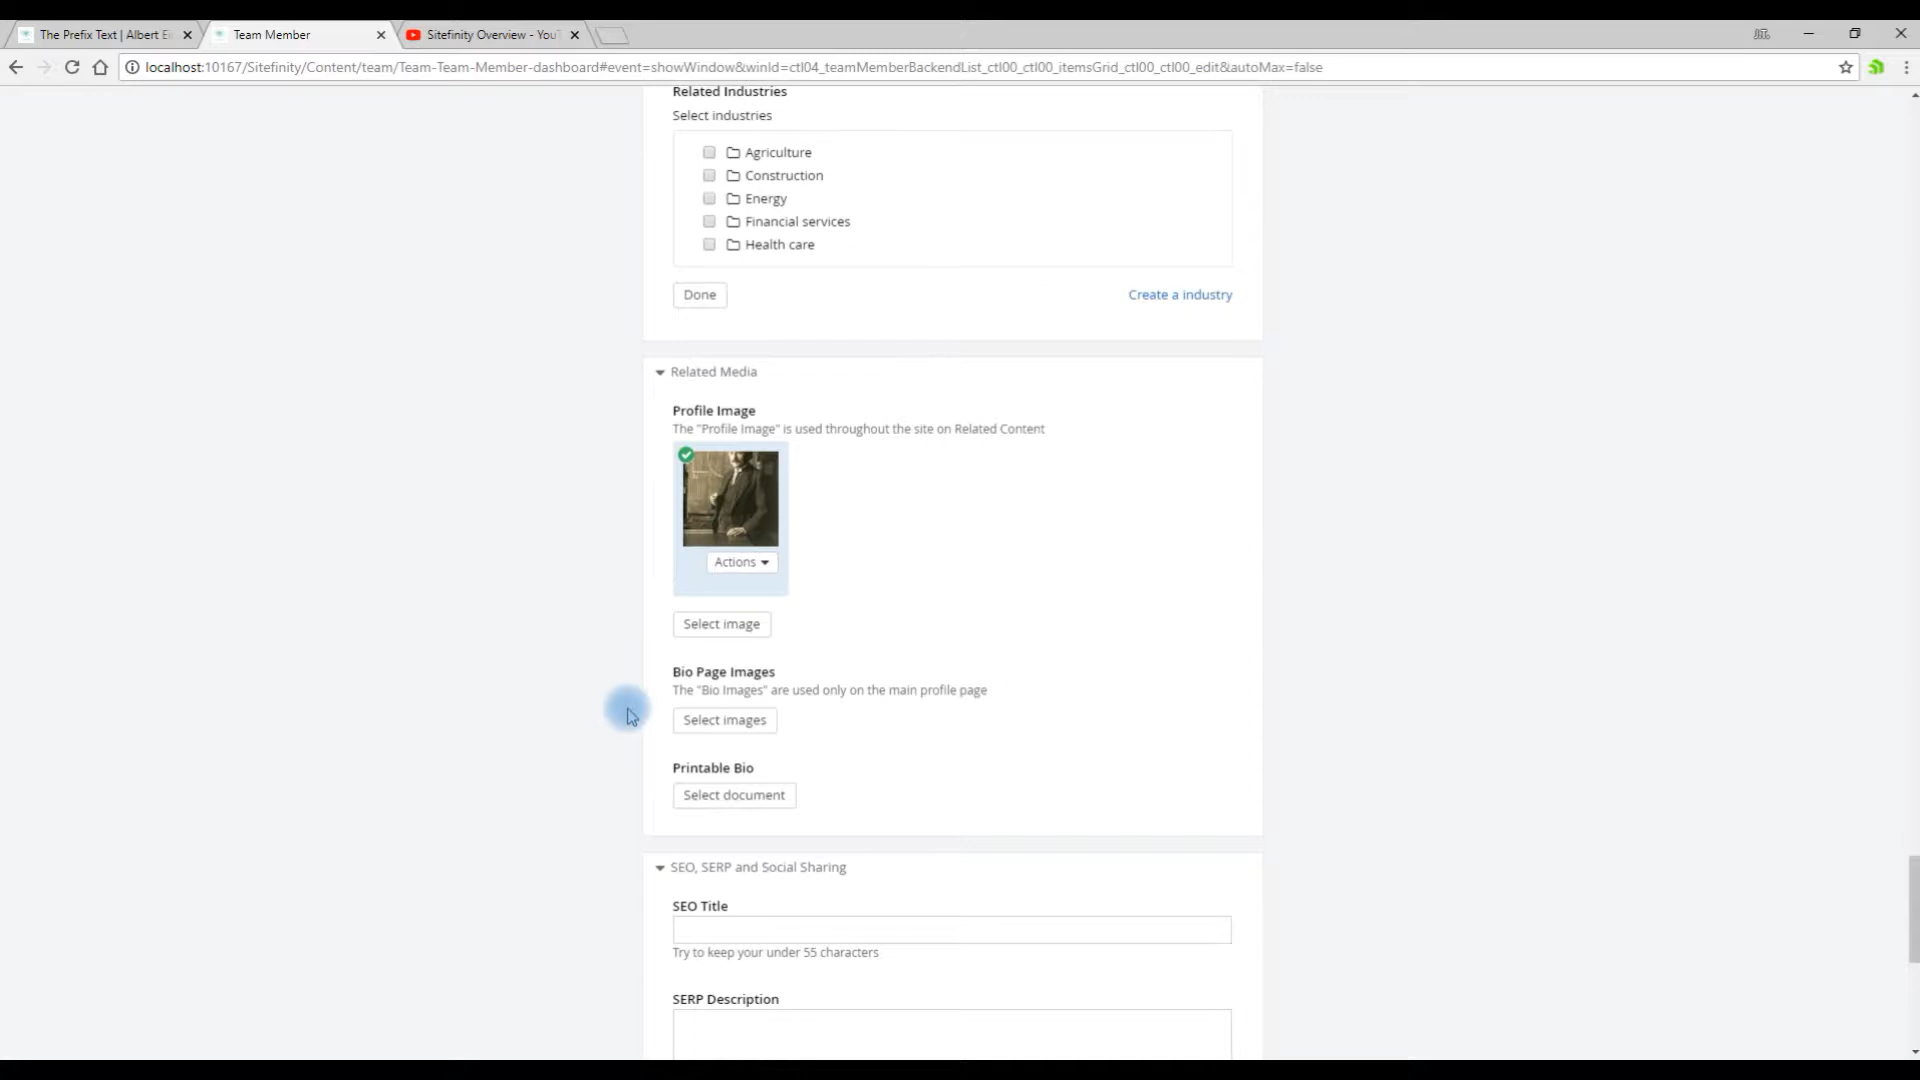 The Prefix Text | Albert Ei
Team Member
Sitefinity Overview - YouT
localhost:10167/Sitefinity/Content/team/Team-Team-Member-dashboard#event=showWindow&winId=ctl04_teamMemberBackendList_ctl00_ctl00_itemsGrid_ctl00_ctl00_edit&autoMax=false
Related Industries
Select industries
Agriculture
Construction
Energy
Financial services
Health care
Done
Create a industry
Related Media
Profile Image
The "Profile Image" is used throughout the site on Related Content
Actions
Select image
Bio Page Images
The "Bio Images" are used only on the main profile page
Select images
Printable Bio
Select document
SEO, SERP and Social Sharing
SEO Title
Try to keep your under 55 characters
SERP Description